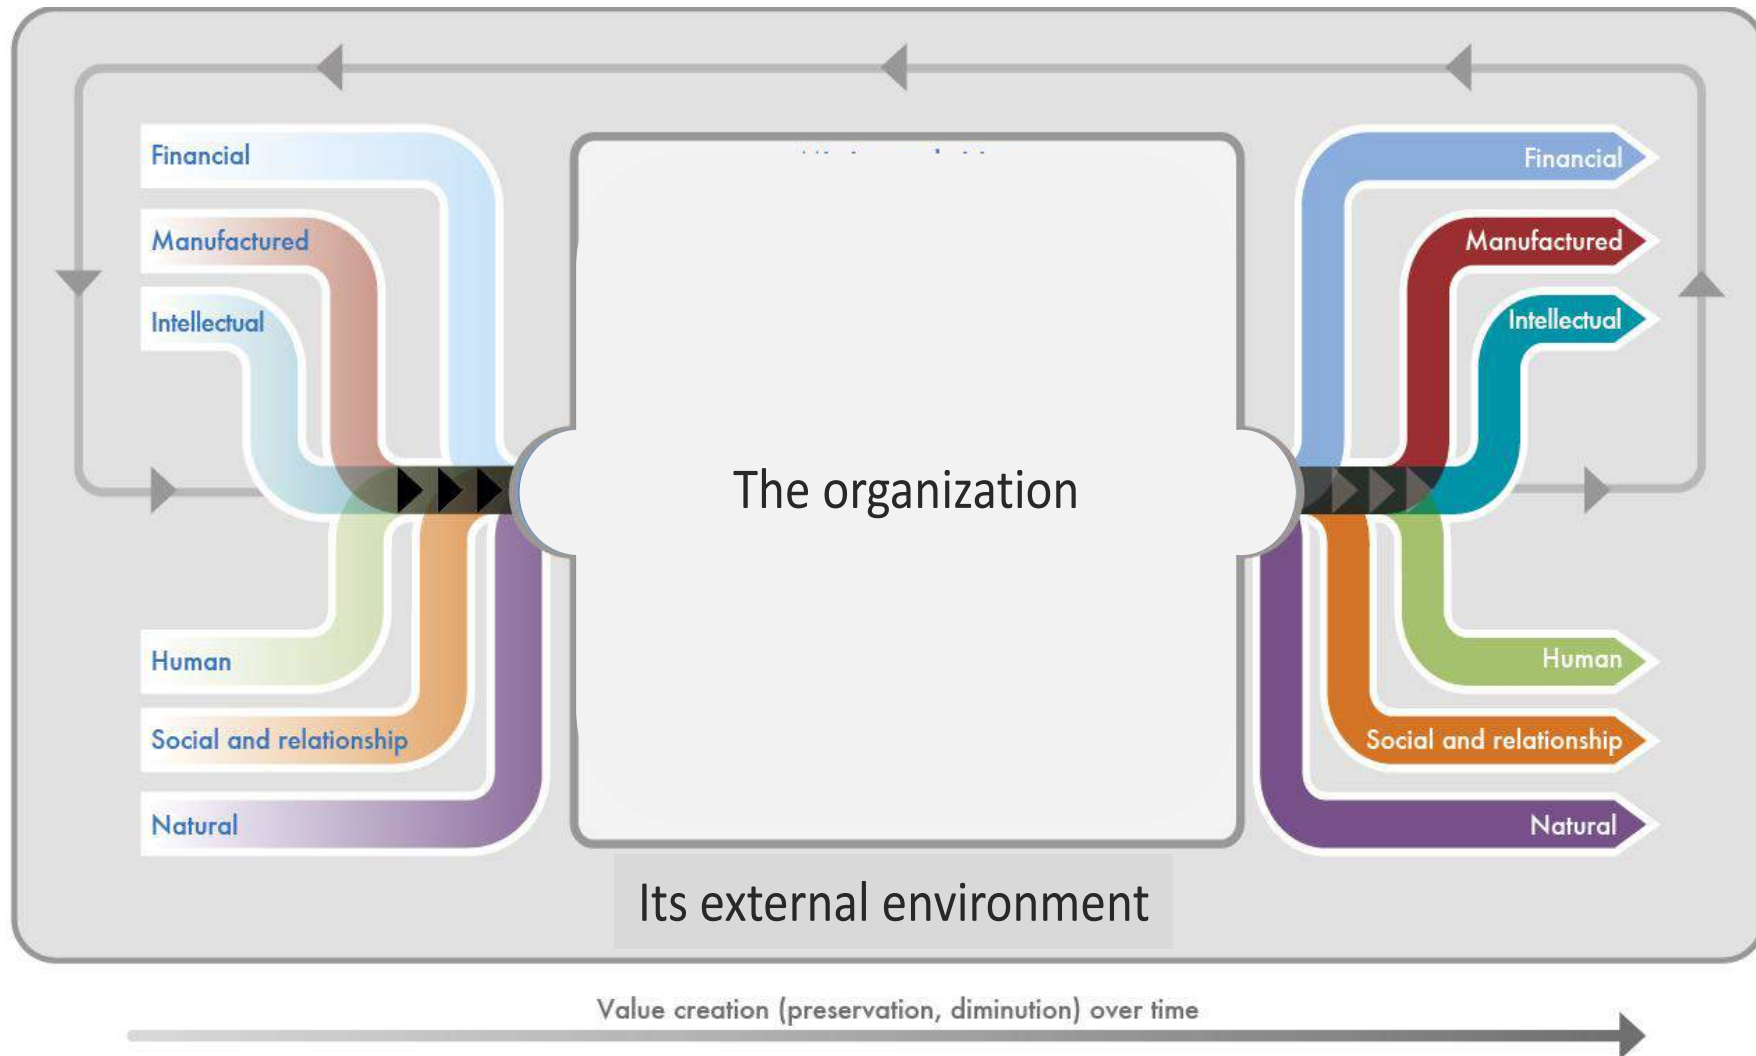 Financial
Manufactured
Intellectual
Human
Social and relationship
Natural
The organization
Financial
Manufactured
Intellectual
Human
Social and relationship
Natural
Its external environment
Value creation (preservation, diminution) over time